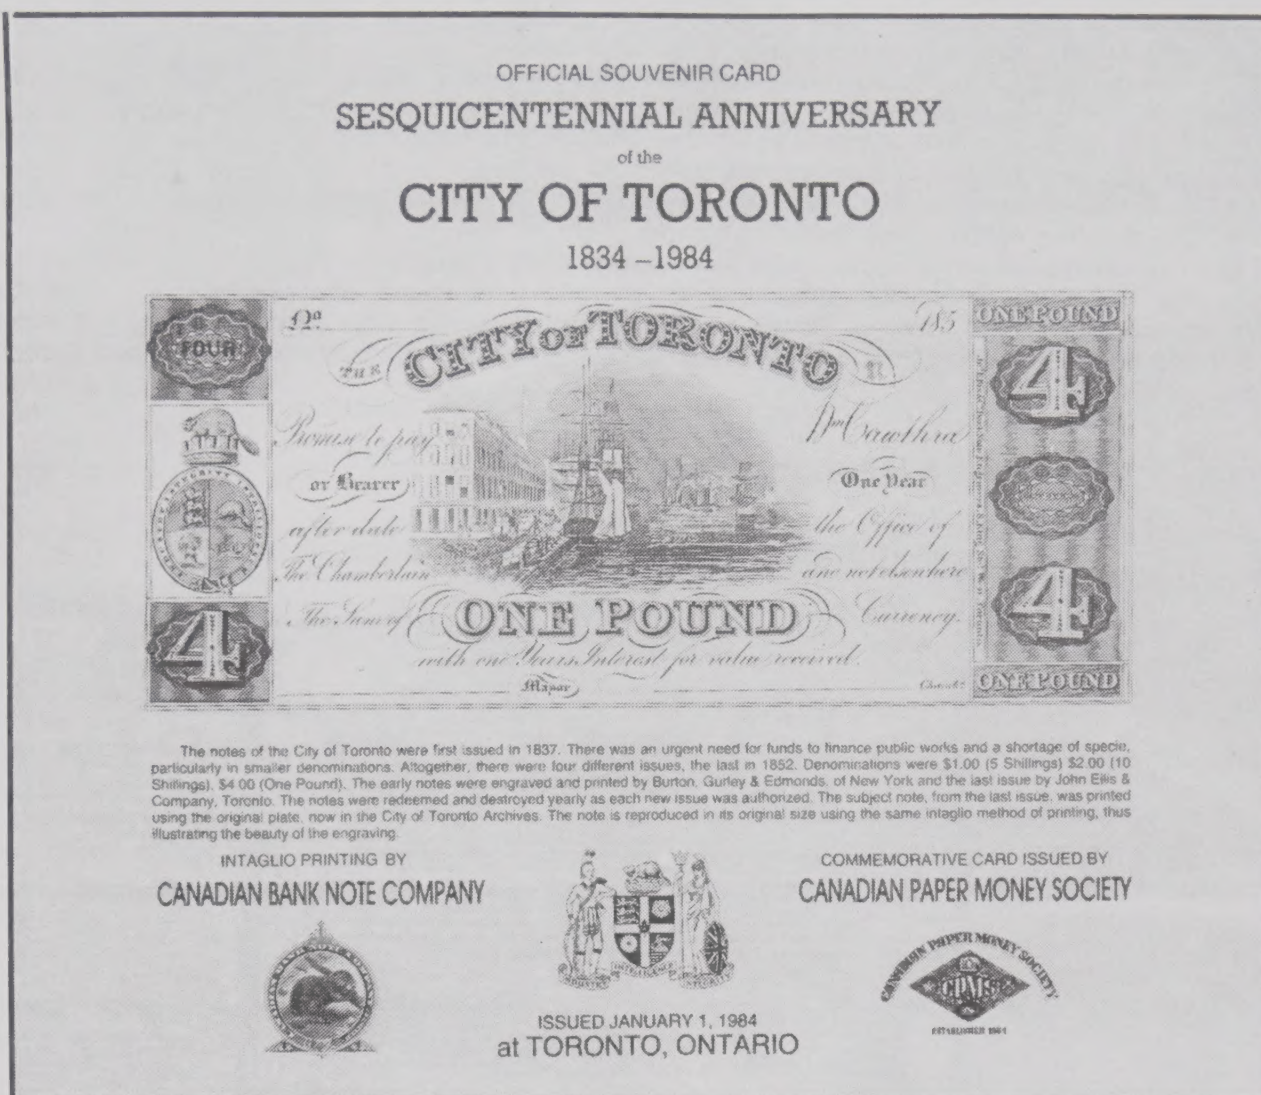 OFFICIAL SOUVENIR CARD
SESQUICENTENNIAL ANNIVERSARY
of the
CITY OF TORONTO
1834 –1984
No 185 ONE POUND
FOUR
THE CITY OF TORONTO
4
Promise to pay Wm Cawthra
or Bearer One Year
after date the Office of
The Chamberlain and not elsewhere
4 4
The Sum of ONE POUND Currency.
with one Years Interest for value received.
Mayor Chamb. ONE POUND
The notes of the City of Toronto were first issued in 1837. There was an urgent need for funds to finance public works and a shortage of specie,
particularly in smaller denominations. Altogether, there were four different issues, the last in 1852. Denominations were $1.00 (5 Shillings) $2.00 (10
Shillings), $4.00 (One Pound). The early notes were engraved and printed by Burton, Gurley & Edmonds, of New York and the last issue by John Ellis &
Company, Toronto. The notes were redeemed and destroyed yearly as each new issue was authorized. The subject note, from the last issue, was printed
using the original plate, now in the City of Toronto Archives. The note is reproduced in its original size using the same intaglio method of printing, thus
illustrating the beauty of the engraving.
INTAGLIO PRINTING BY
CANADIAN BANK NOTE COMPANY
INDUSTRY INTELLIGENCE INTEGRITY
ISSUED JANUARY 1, 1984
at TORONTO, ONTARIO
COMMEMORATIVE CARD ISSUED BY
CANADIAN PAPER MONEY SOCIETY
CANADIAN PAPER MONEY SOCIETY
CPMS
ESTABLISHED 1964